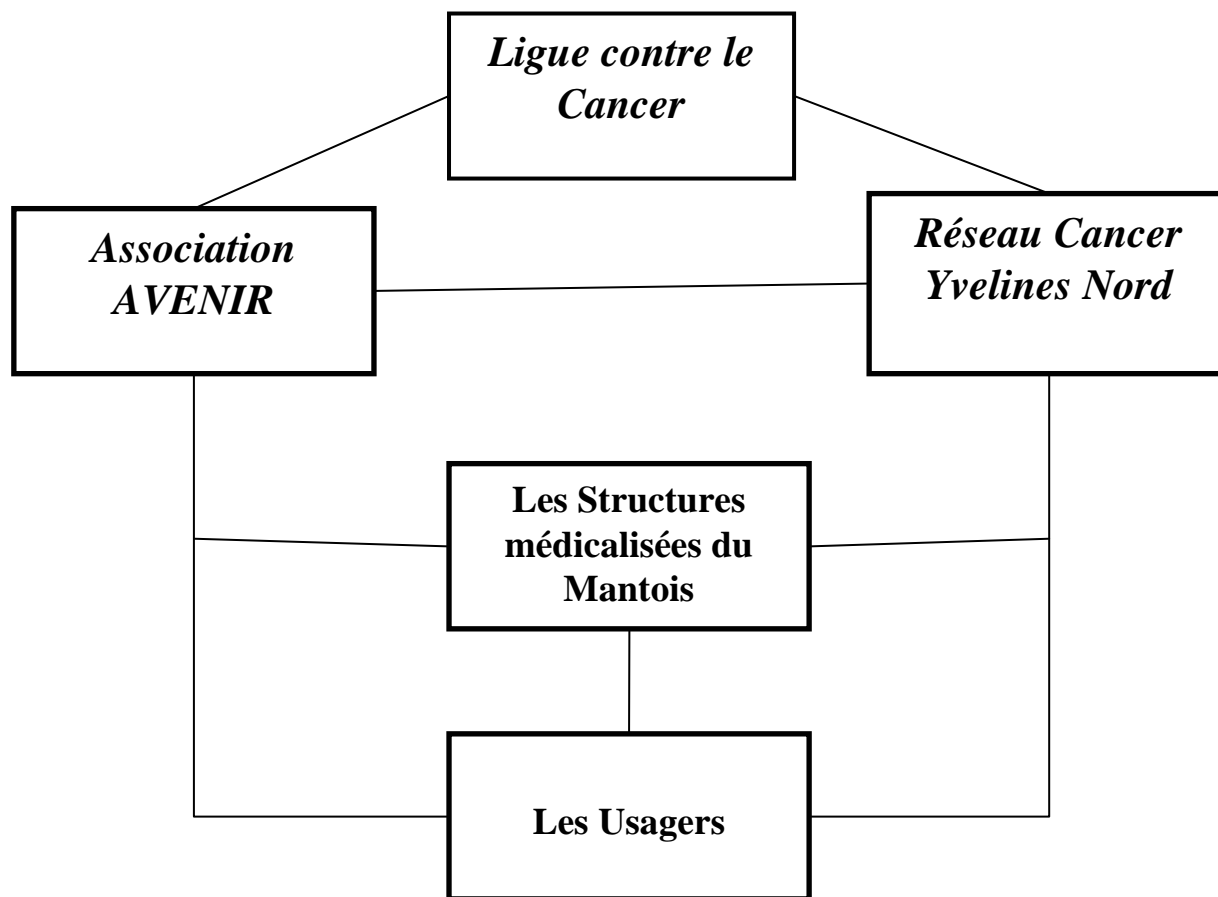 Ligue contre le
Cancer
Association
AVENIR
Réseau Cancer
Yvelines Nord
Les Structures
médicalisées du
Mantois
Les Usagers